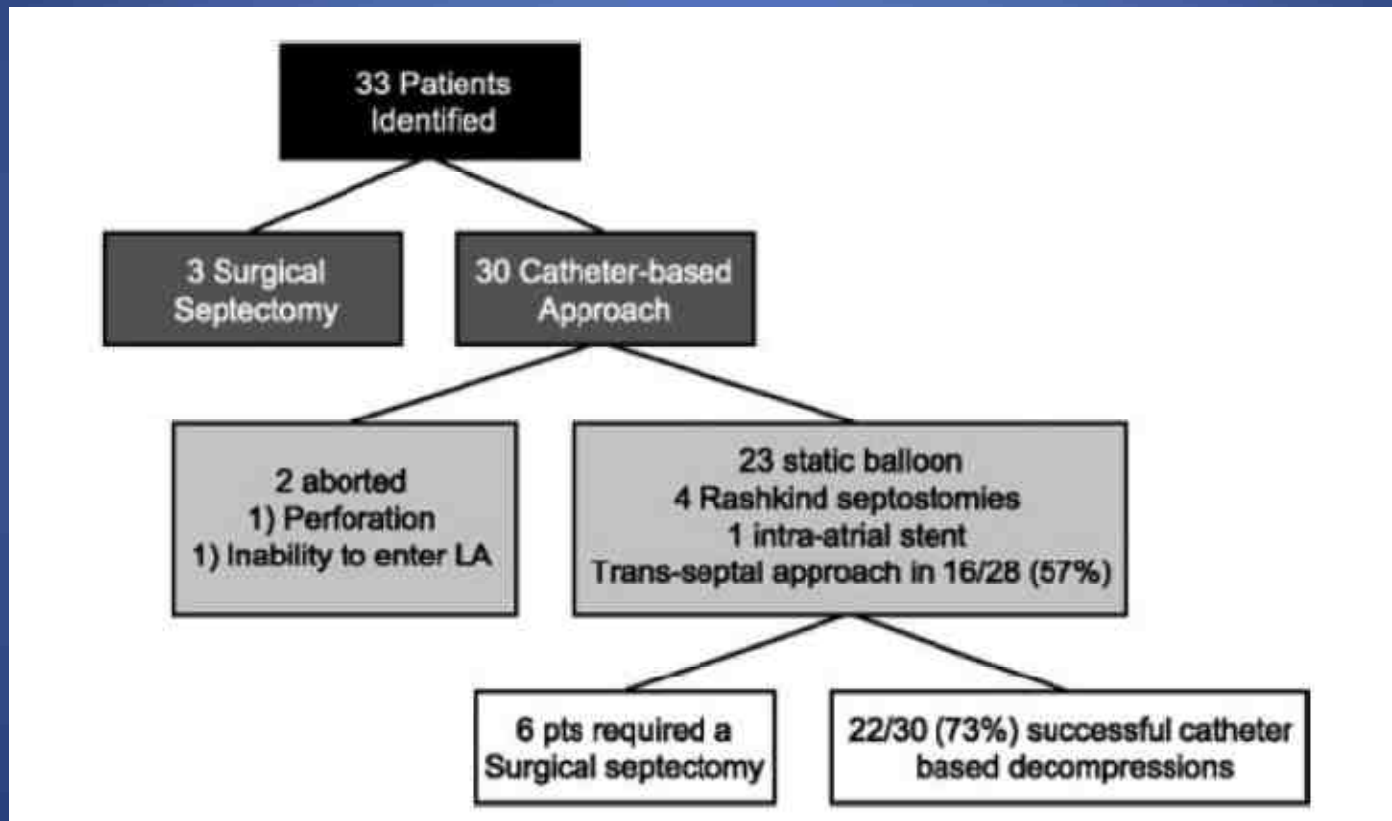 33 Patients
Identified
3 Surgical
Septectomy
30 Catheter-based
Approach
2 aborted
1) Perforation
1) Inability to enter LA
23 static balloon
4 Rashkind septostomies
1 intra-atrial stent
Trans-septal approach in 16/28 (57%)
6 pts required a
Surgical septectomy
22/30 (73%) successful catheter
based decompressions